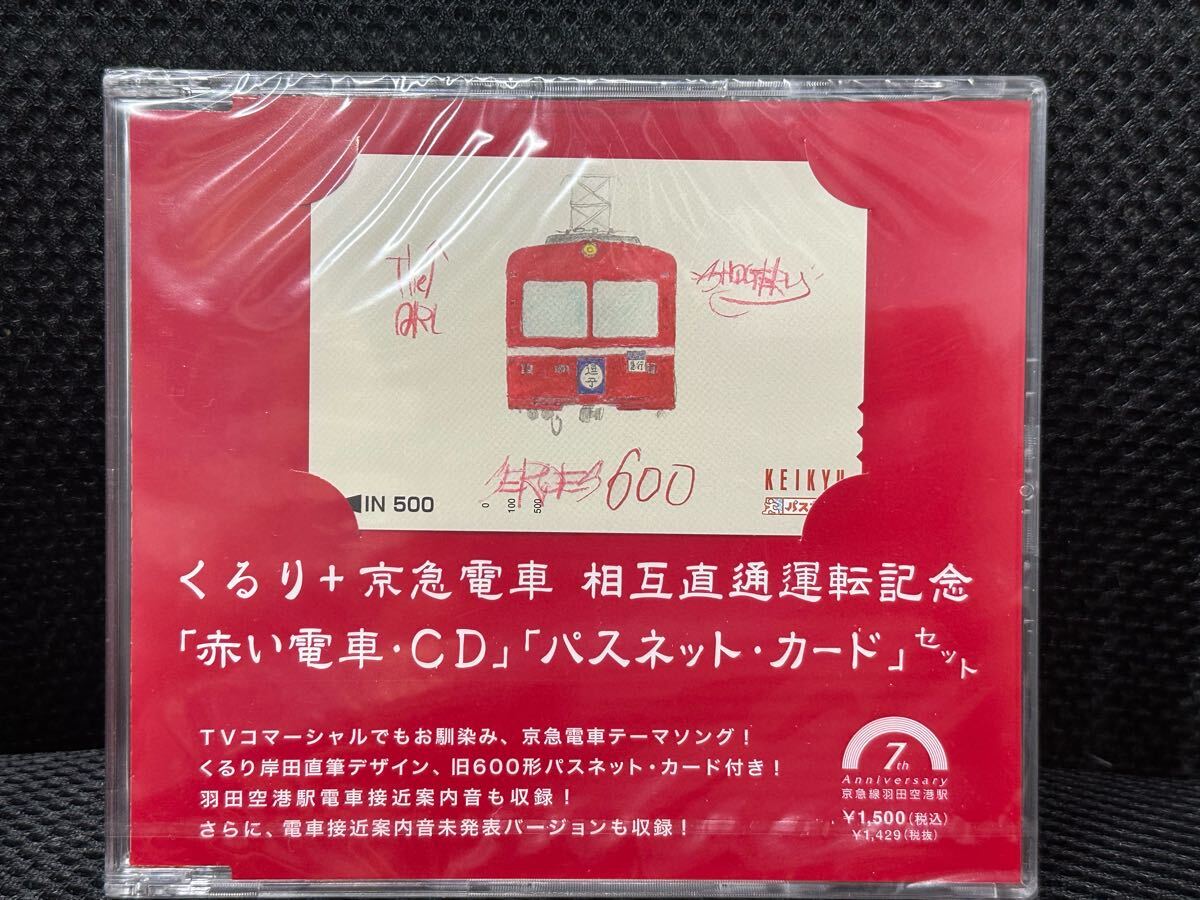 逗子
急行
600
KEIKYU
パス
IN 500
0
100
500
くるり+京急電車 相互直通運転記念
「赤い電車・CD」「パスネット・カード」セット
TVコマーシャルでもお馴染み、京急電車テーマソング!
くるり岸田直筆デザイン、旧600形パスネット・カード付き!
羽田空港駅電車接近案内音も収録!
さらに、電車接近案内音未発表バージョンも収録!
7th
Anniversary
京急線羽田空港駅
¥1,500(税込)
¥1,429(税抜)